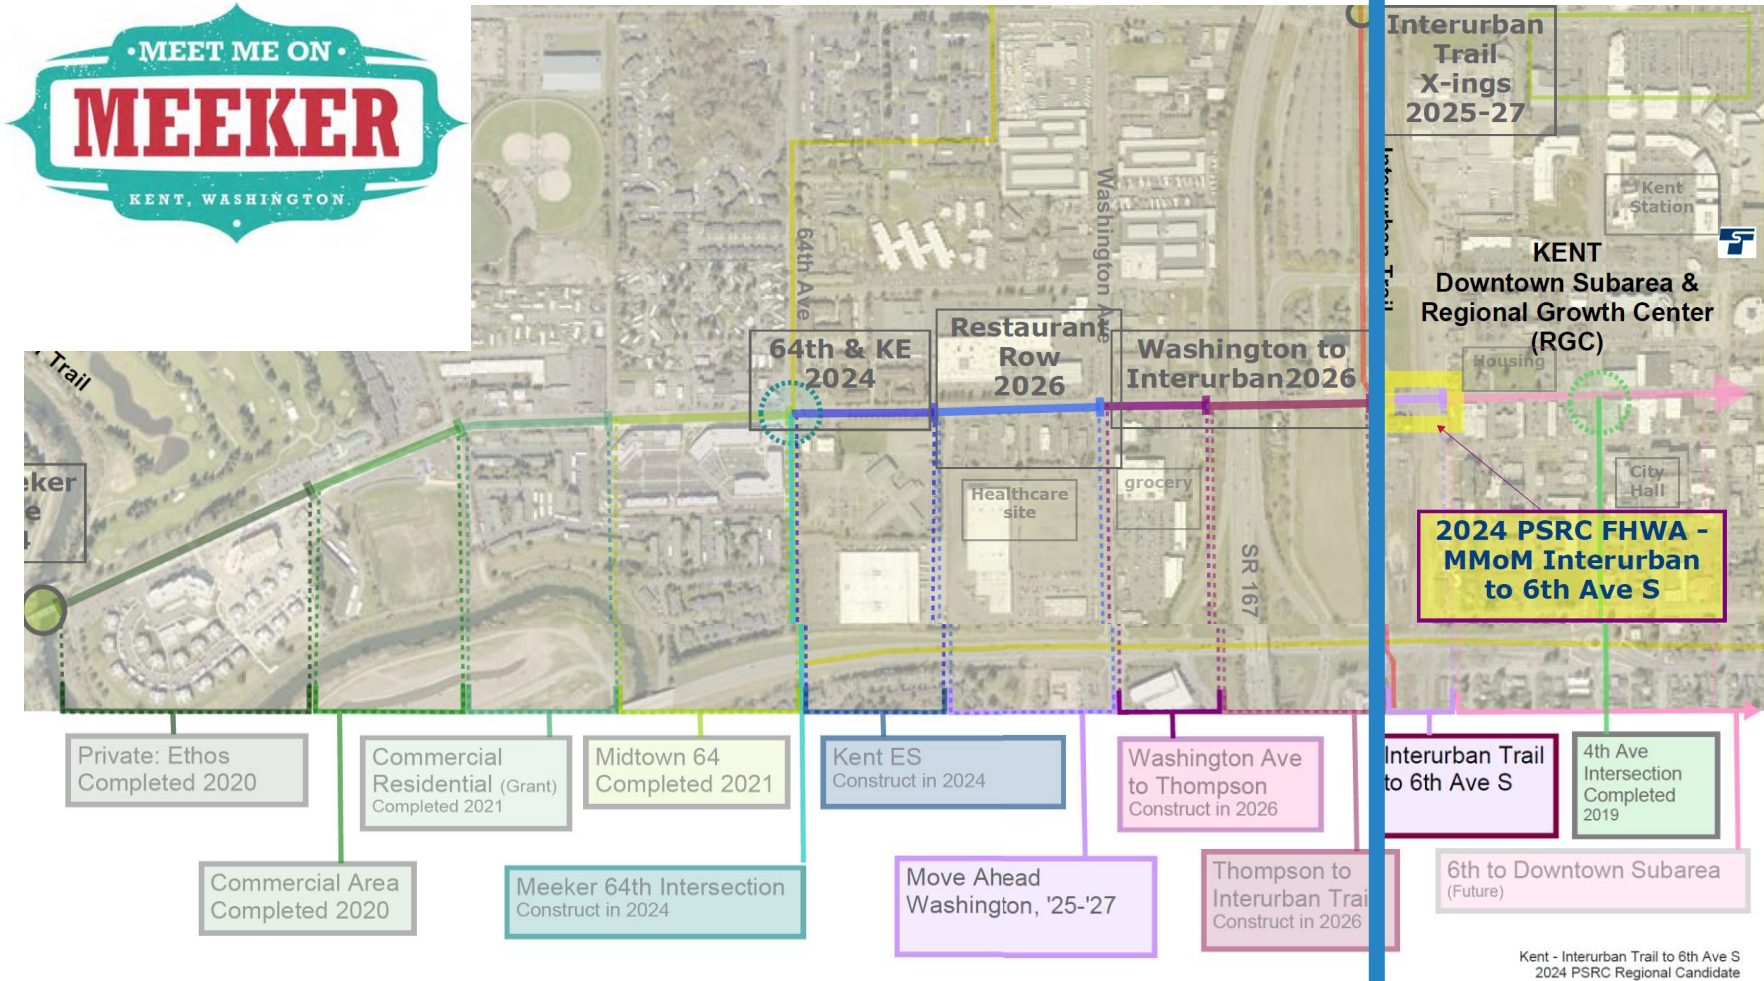 MEET ME ON
MEEKER
KENT, WASHINGTON
Trail
64th Ave
Washington Ave
Interurban
Trail
X-ings
2025-27
Interurban Trail
Kent
Station
KENT
Downtown Subarea &
Regional Growth Center
(RGC)
Housing
64th & KE
2024
Restaurant
Row
2026
Washington to
Interurban2026
eker
e
Healthcare
site
grocery
SR 167
City
Hall
2024 PSRC FHWA –
MMoM Interurban
to 6th Ave S
Private: Ethos
Completed 2020
Commercial
Residential (Grant)
Completed 2021
Midtown 64
Completed 2021
Kent ES
Construct in 2024
Washington Ave
to Thompson
Construct in 2026
Interurban Trail
to 6th Ave S
4th Ave
Intersection
Completed
2019
Commercial Area
Completed 2020
Meeker 64th Intersection
Construct in 2024
Move Ahead
Washington, '25-'27
Thompson to
Interurban Trai
Construct in 2026
6th to Downtown Subarea
(Future)
Kent - Interurban Trail to 6th Ave S
2024 PSRC Regional Candidate